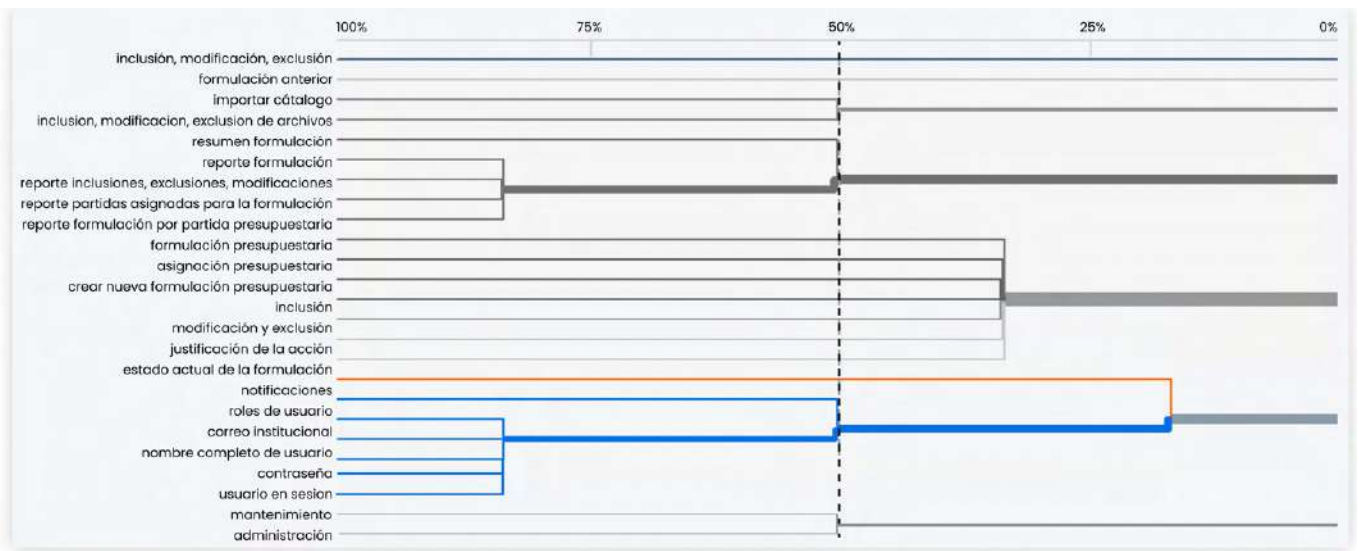 100% 75% 50% 25% 0%
inclusión, modificación, exclusión
formulación anterior
importar cátalogo
inclusion, modificacion, exclusion de archivos
resumen formulación
reporte formulación
reporte inclusiones, exclusiones, modificaciones
reporte partidas asignadas para la formulación
reporte formulación por partida presupuestaria
formulación presupuestaria
asignación presupuestaria
crear nueva formulación presupuestaria
inclusión
modificación y exclusión
justificación de la acción
estado actual de la formulación
notificaciones
roles de usuario
correo institucional
nombre completo de usuario
contraseña
usuario en sesion
mantenimiento
administración